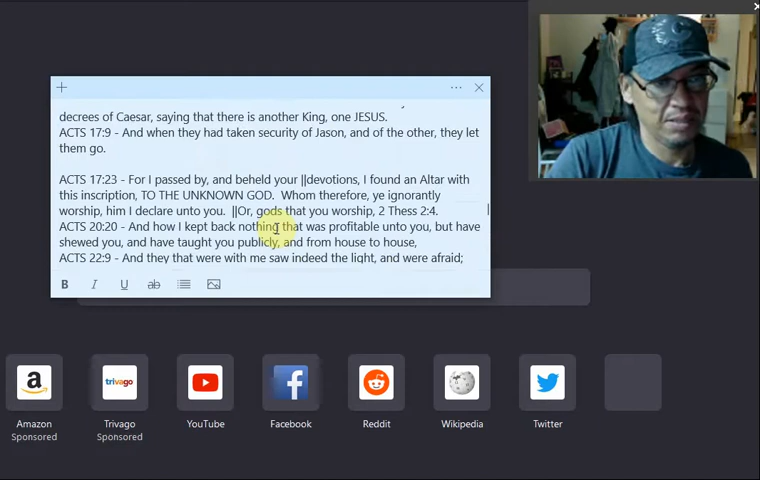 decrees of Caesar, saying that there is another King, one JESUS.
ACTS 17:9 - And when they had taken security of Jason, and of the other, they let
them go.
ACTS 17:23 - For I passed by, and beheld your ||devotions, I found an Altar with
this inscription, TO THE UNKNOWN GOD. Whom therefore, ye ignorantly
worship, him I declare unto you. ||Or, gods that you worship, 2 Thess 2:4.
ACTS 20:20 - And how I kept back nothing that was profitable unto you, but have
shewed you, and have taught you publicly, and from house to house,
ACTS 22:9 - And they that were with me saw indeed the light, and were afraid;
B I U ab
trivago
Amazon
Sponsored
Trivago
Sponsored
YouTube
Facebook
Reddit
Wikipedia
Twitter